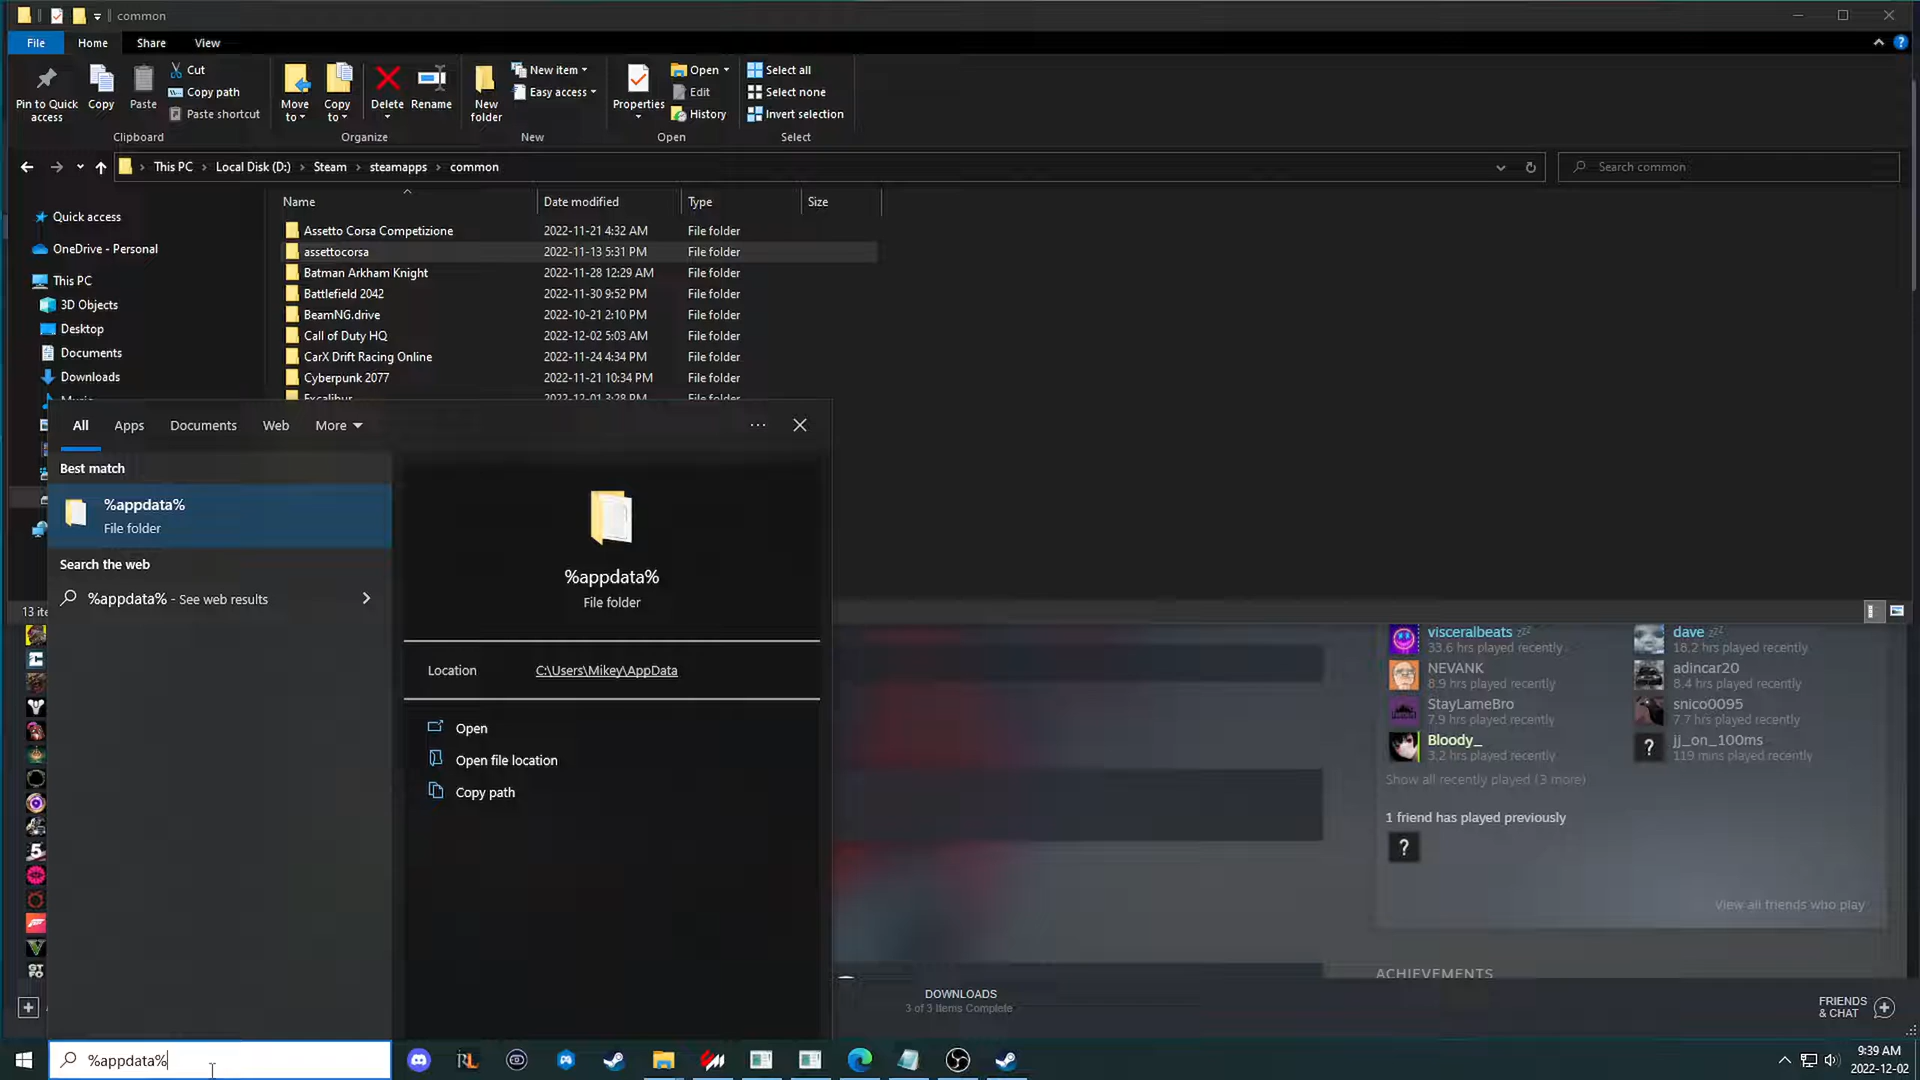 common
File
Home
Share
View
Pin to Quick access
Copy
Paste
Cut
Copy path
Paste shortcut
Clipboard
Move to
Copy to
Delete
Rename
Organize
New folder
New item
Easy access
New
Properties
Open
Edit
History
Open
Select all
Select none
Invert selection
Select
This PC
Local Disk (D:)
Steam
steamapps
common
Search common
Name
Date modified
Type
Size
Quick access
OneDrive - Personal
This PC
3D Objects
Desktop
Documents
Downloads
Assetto Corsa Competizione 2022-11-21 4:32 AM File folder
assettocorsa 2022-11-13 5:31 PM File folder
Batman Arkham Knight 2022-11-28 12:29 AM File folder
Battlefield 2042 2022-11-30 9:52 PM File folder
BeamNG.drive 2022-10-21 2:10 PM File folder
Call of Duty HQ 2022-12-02 5:03 AM File folder
CarX Drift Racing Online 2022-11-24 4:34 PM File folder
Cyberpunk 2077 2022-11-21 10:34 PM File folder
Excalibur 2022-12-01 3:28 PM File folder
All
Apps
Documents
Web
More
Best match
%appdata%
File folder
Search the web
%appdata% - See web results
%appdata%
File folder
Location C:\Users\Mikey\AppData
Open
Open file location
Copy path
13 ite
visceralbeats zzz
33.6 hrs played recently
dave zzz
18.2 hrs played recently
NEVANK
8.9 hrs played recently
adincar20
8.4 hrs played recently
StayLameBro
7.9 hrs played recently
snico0095
7.7 hrs played recently
Bloody_
3.2 hrs played recently
jj_on_100ms
119 mins played recently
Show all recently played (3 more)
1 friend has played previously
?
View all friends who play
ACHIEVEMENTS
DOWNLOADS
3 of 3 Items Complete
FRIENDS
& CHAT
%appdata%
9:39 AM
2022-12-02